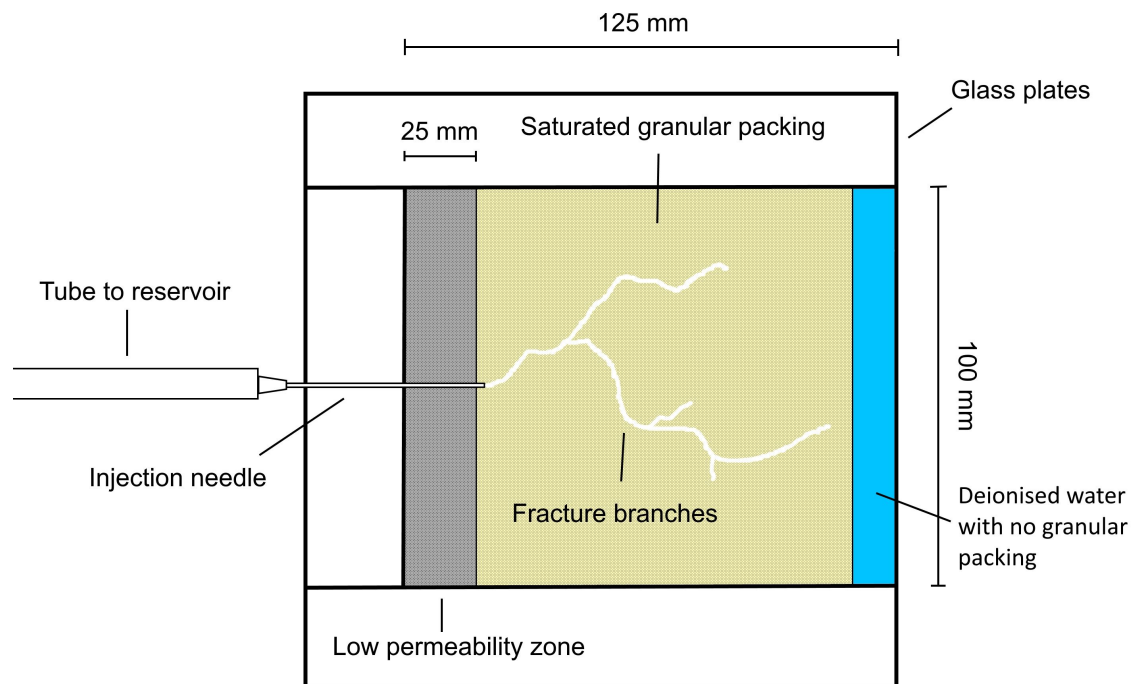 125 mm
Glass plates
25 mm
Saturated granular packing
Tube to reservoir
100 mm
Injection needle
Fracture branches
Deionised water
with no granular
packing
Low permeability zone